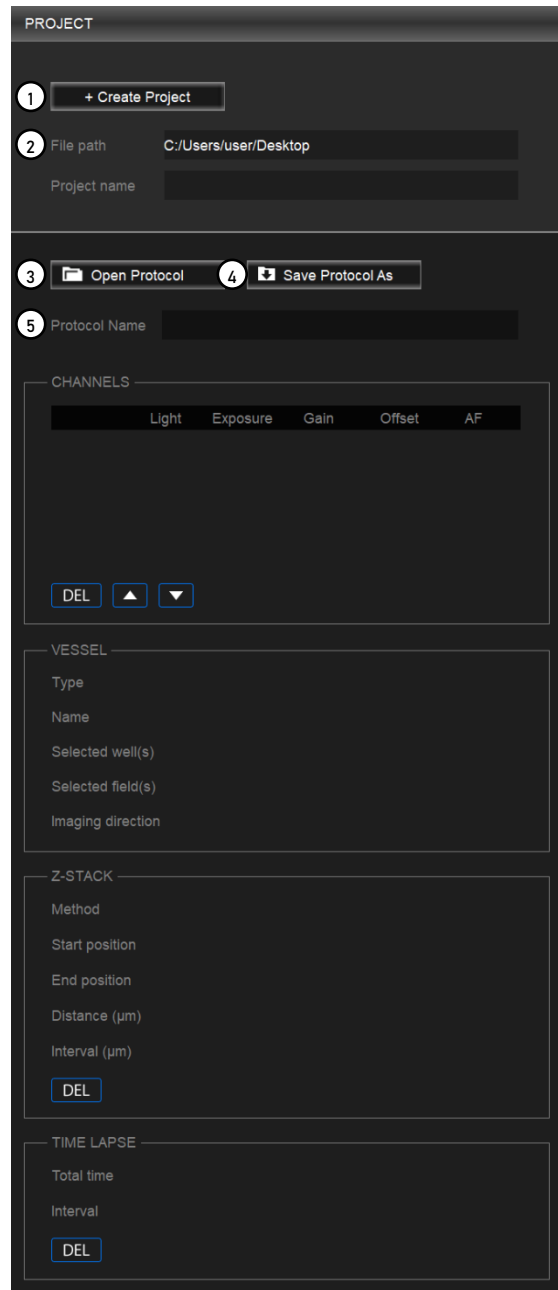 PROJECT
1 + Create Project
2 File path C:/Users/user/Desktop
Project name
3 Open Protocol 4 Save Protocol As
5 Protocol Name
CHANNELS
Light Exposure Gain Offset AF
DEL
VESSEL
Type
Name
Selected well(s)
Selected field(s)
Imaging direction
Z-STACK
Method
Start position
End position
Distance (μm)
Interval (μm)
DEL
TIME LAPSE
Total time
Interval
DEL